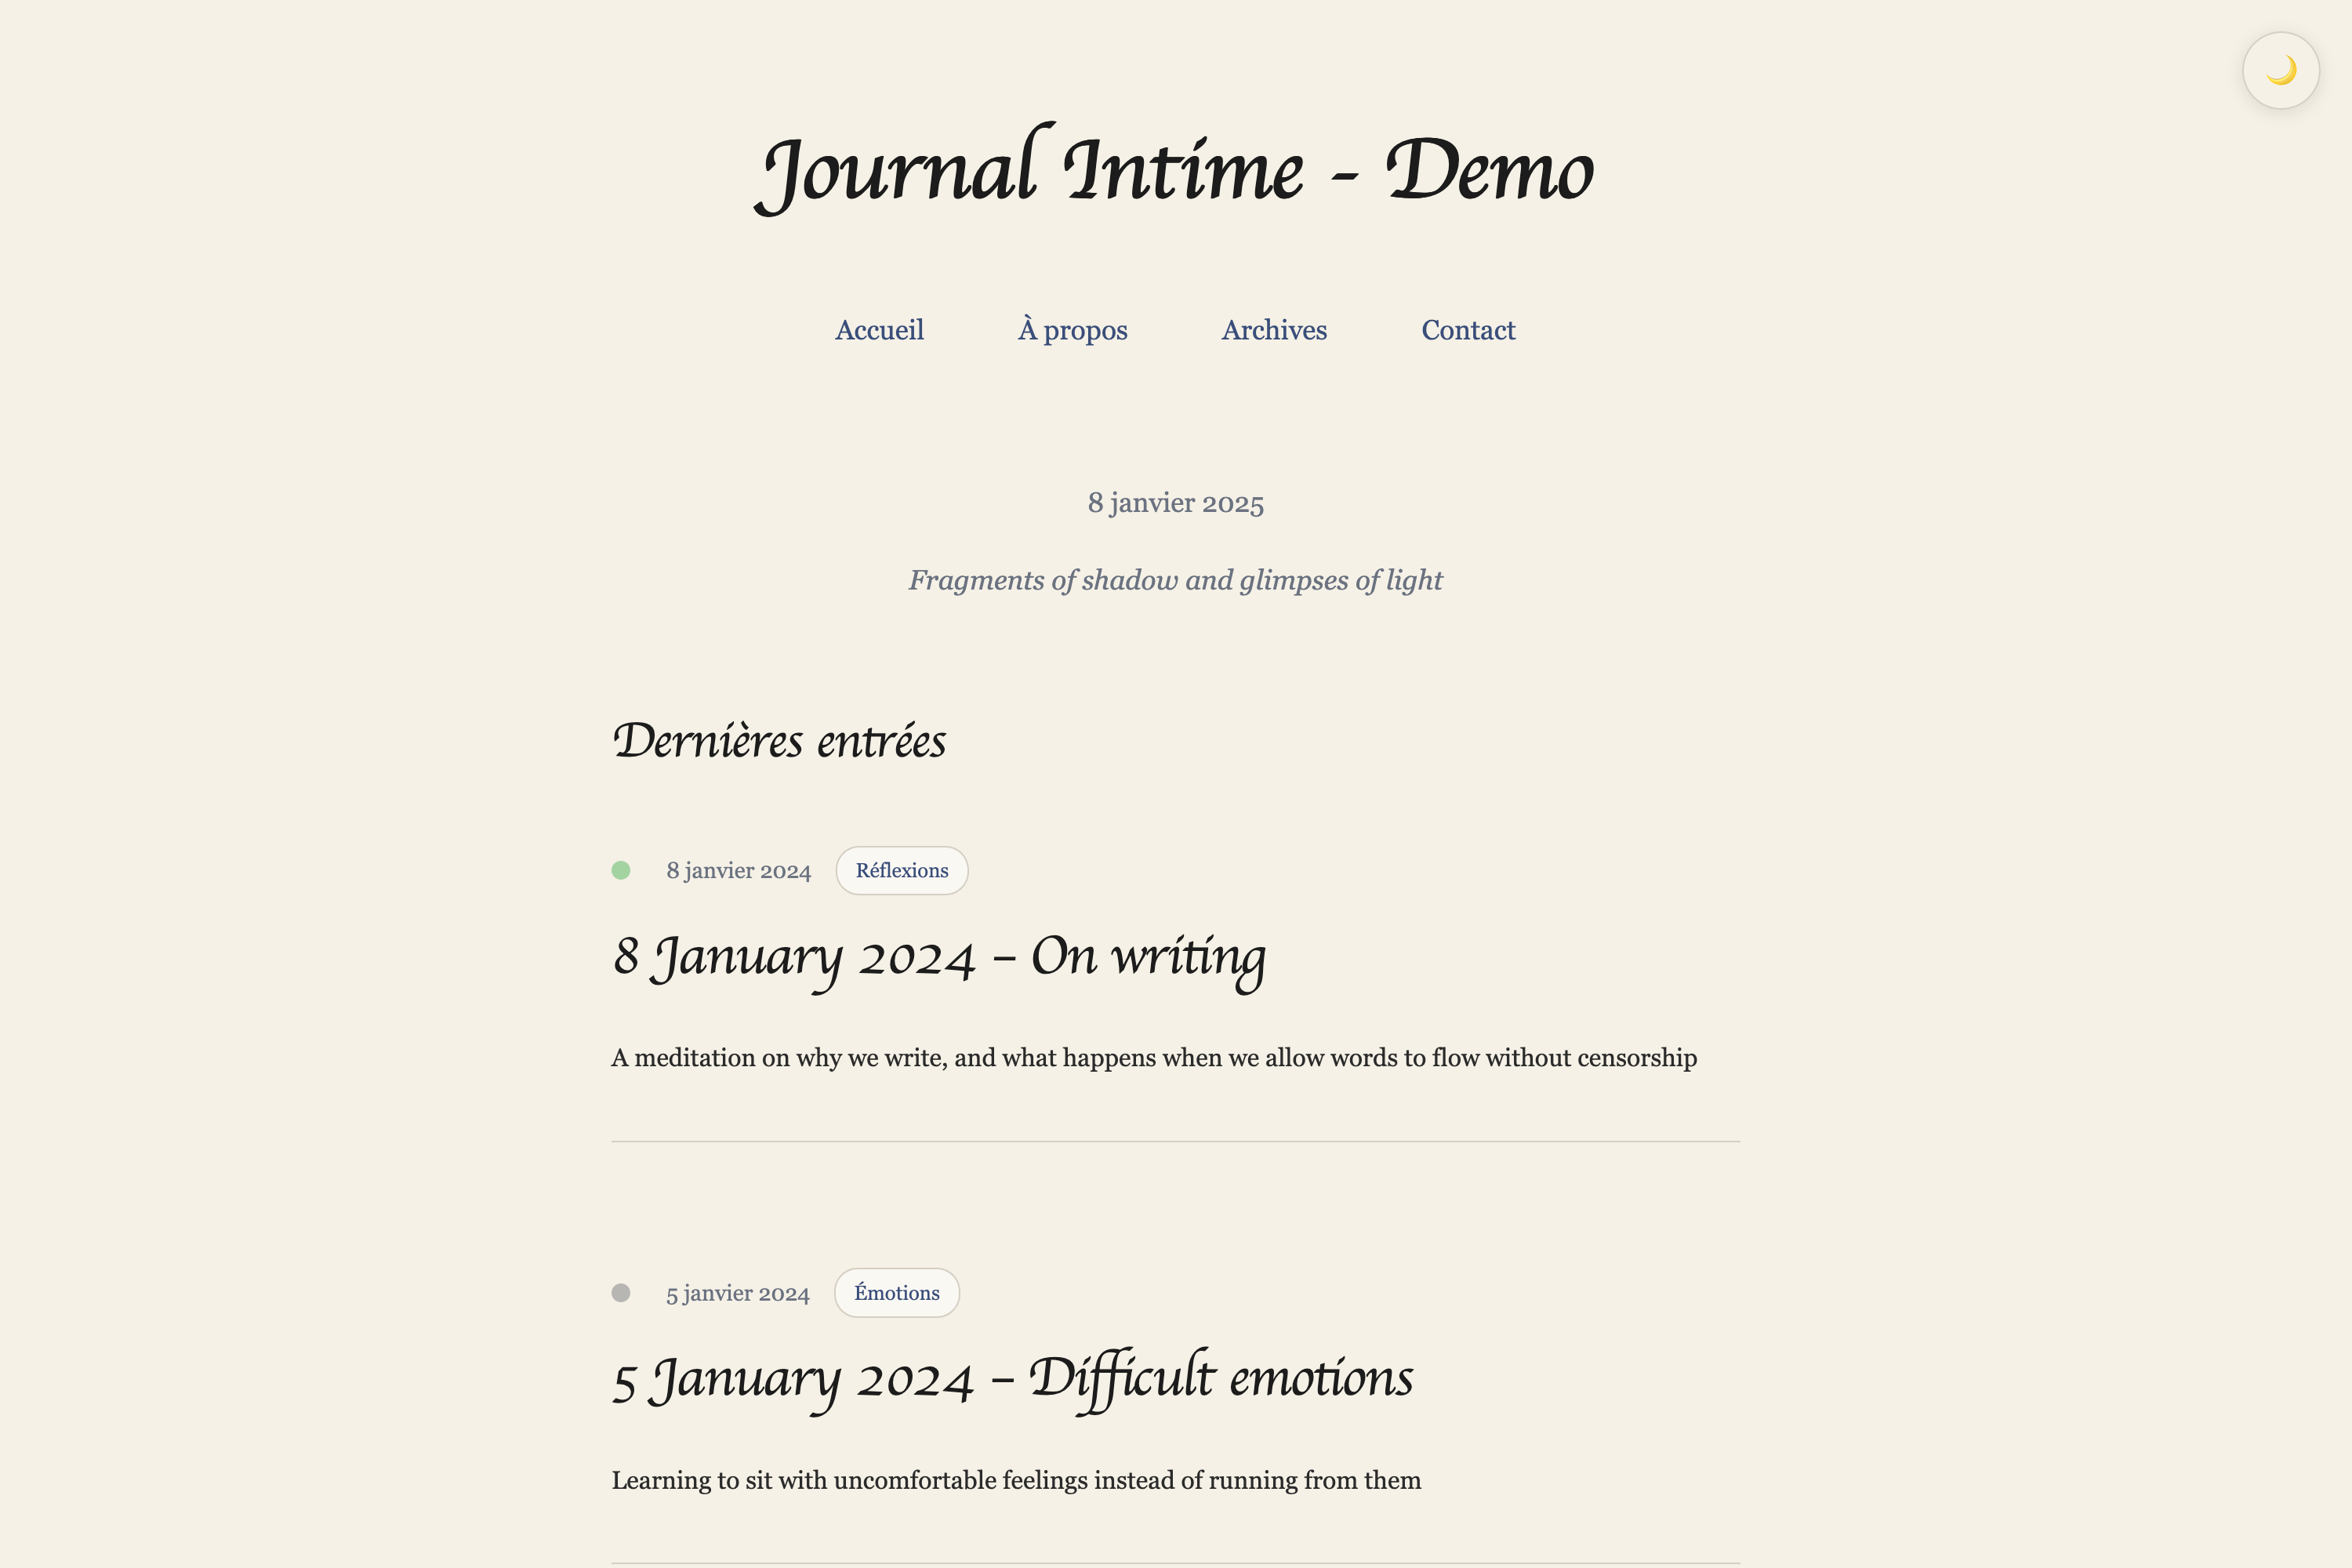 Journal Intime - Demo
Accueil À propos Archives Contact
8 janvier 2025
Fragments of shadow and glimpses of light
Dernières entrées
8 janvier 2024 Réflexions
8 January 2024 – On writing
A meditation on why we write, and what happens when we allow words to flow without censorship
5 janvier 2024 Émotions
5 January 2024 – Difficult emotions
Learning to sit with uncomfortable feelings instead of running from them